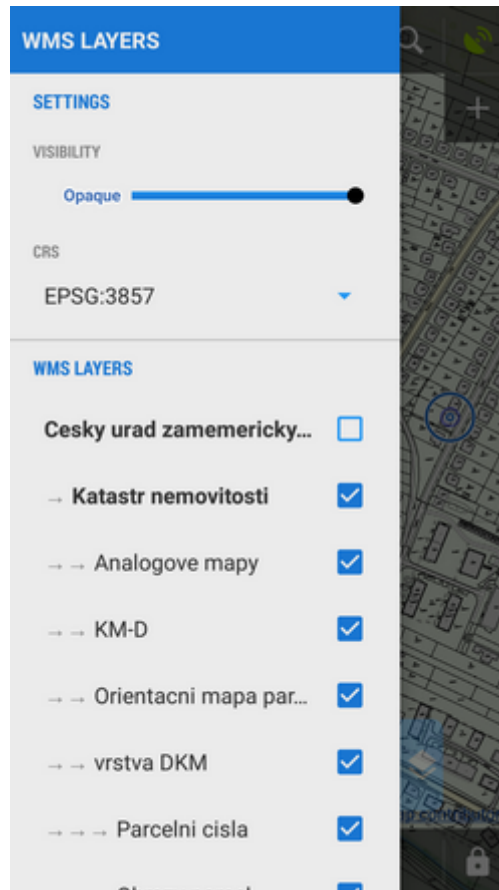 WMS LAYERS
SETTINGS
VISIBILITY
Opaque
CRS
EPSG:3857
WMS LAYERS
Cesky urad zamemericky...
→ Katastr nemovitosti
→ → Analogove mapy
→ → KM-D
→ → Orientacni mapa par...
→ → vrstva DKM
→ → → Parcelni cisla